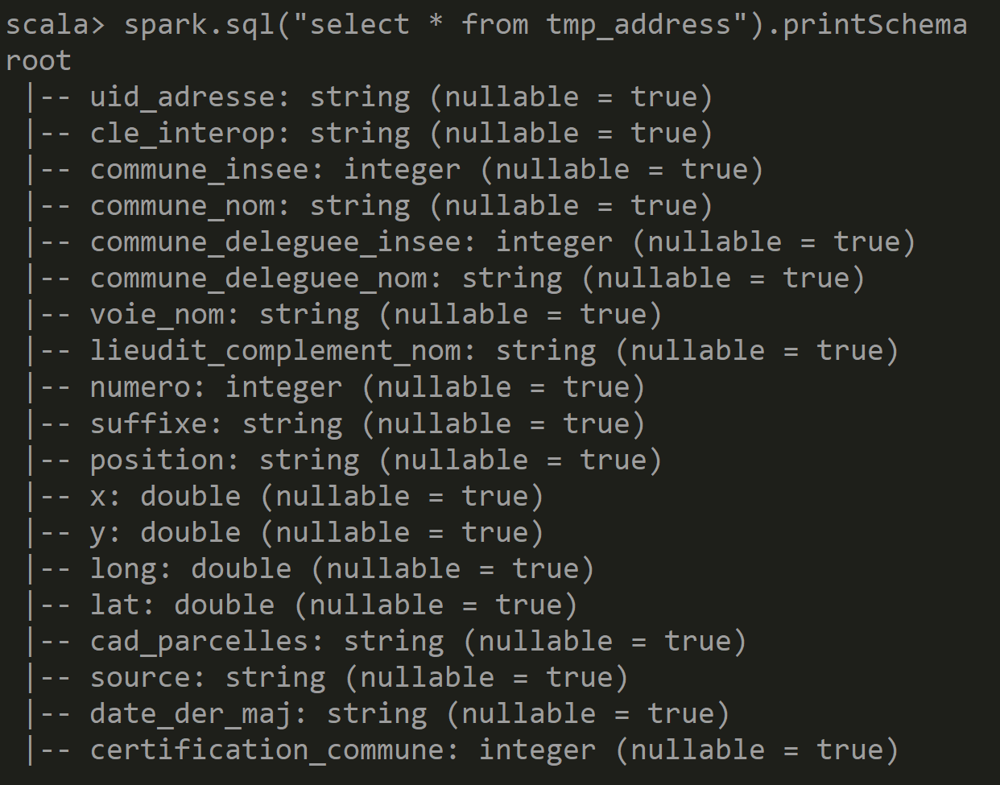 scala> spark.sql("select * from tmp_address").printSchema
root
 |-- uid_adresse: string (nullable = true)
 |-- cle_interop: string (nullable = true)
 |-- commune_insee: integer (nullable = true)
 |-- commune_nom: string (nullable = true)
 |-- commune_deleguee_insee: integer (nullable = true)
 |-- commune_deleguee_nom: string (nullable = true)
 |-- voie_nom: string (nullable = true)
 |-- lieudit_complement_nom: string (nullable = true)
 |-- numero: integer (nullable = true)
 |-- suffixe: string (nullable = true)
 |-- position: string (nullable = true)
 |-- x: double (nullable = true)
 |-- y: double (nullable = true)
 |-- long: double (nullable = true)
 |-- lat: double (nullable = true)
 |-- cad_parcelles: string (nullable = true)
 |-- source: string (nullable = true)
 |-- date_der_maj: string (nullable = true)
 |-- certification_commune: integer (nullable = true)